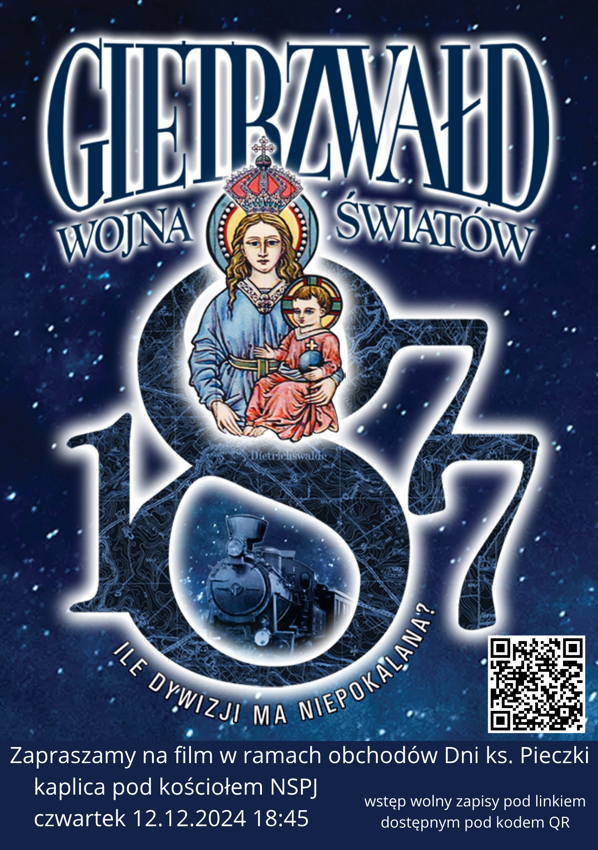 GIETRZWAŁD
WOJNA ŚWIATÓW
1877
Dietrichswalde
ILE DYWIZJI MA NIEPOKALANA?
Zapraszamy na film w ramach obchodów Dni ks. Pieczki
kaplica pod kościołem NSPJ
czwartek 12.12.2024 18:45
wstęp wolny zapisy pod linkiem
dostępnym pod kodem QR